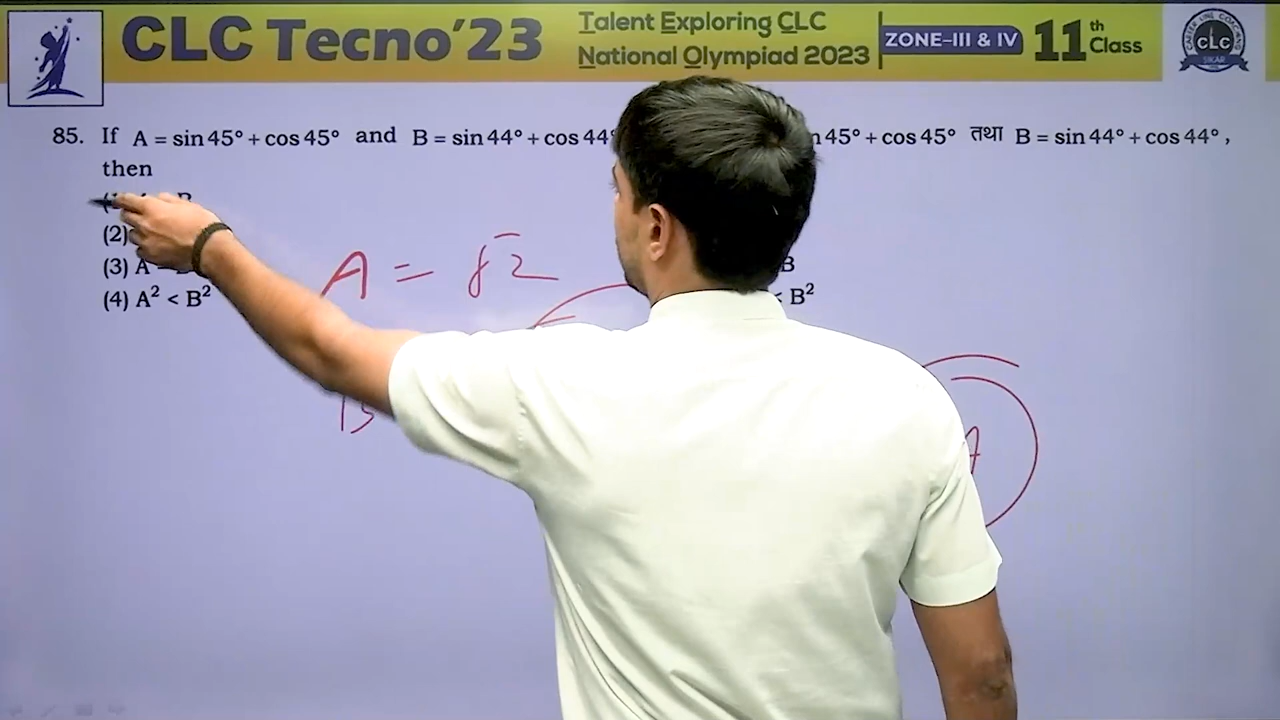 CLC Tecno'23
Talent Exploring CLC
National Olympiad 2023
ZONE–III & IV
11th Class
CLC
SIKAR
85. If A = sin 45° + cos 45° and B = sin 44° + cos 44° 45° + cos 45° तथा B = sin 44° + cos 44° ,
then
B
(2)
(3) A B
(4) A² < B² < B²
A = √2
B
A